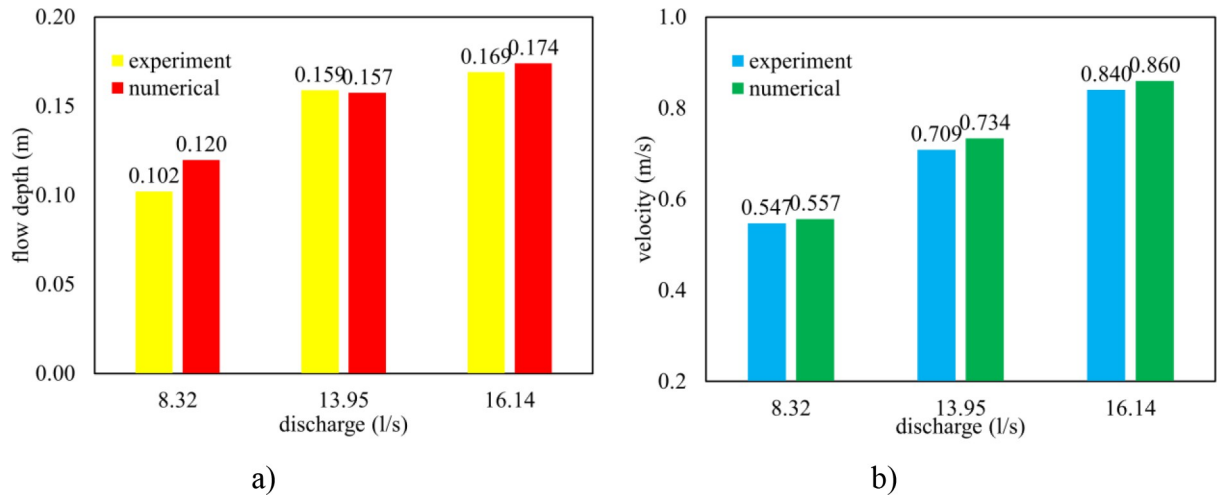 0.20
0.15
0.10
0.05
0.00
flow depth (m)
experiment
numerical
0.102
0.120
0.159
0.157
0.169
0.174
8.32
13.95
16.14
discharge (l/s)
a)
1.0
0.8
0.6
0.4
0.2
velocity (m/s)
experiment
numerical
0.547
0.557
0.709
0.734
0.840
0.860
8.32
13.95
16.14
discharge (l/s)
b)